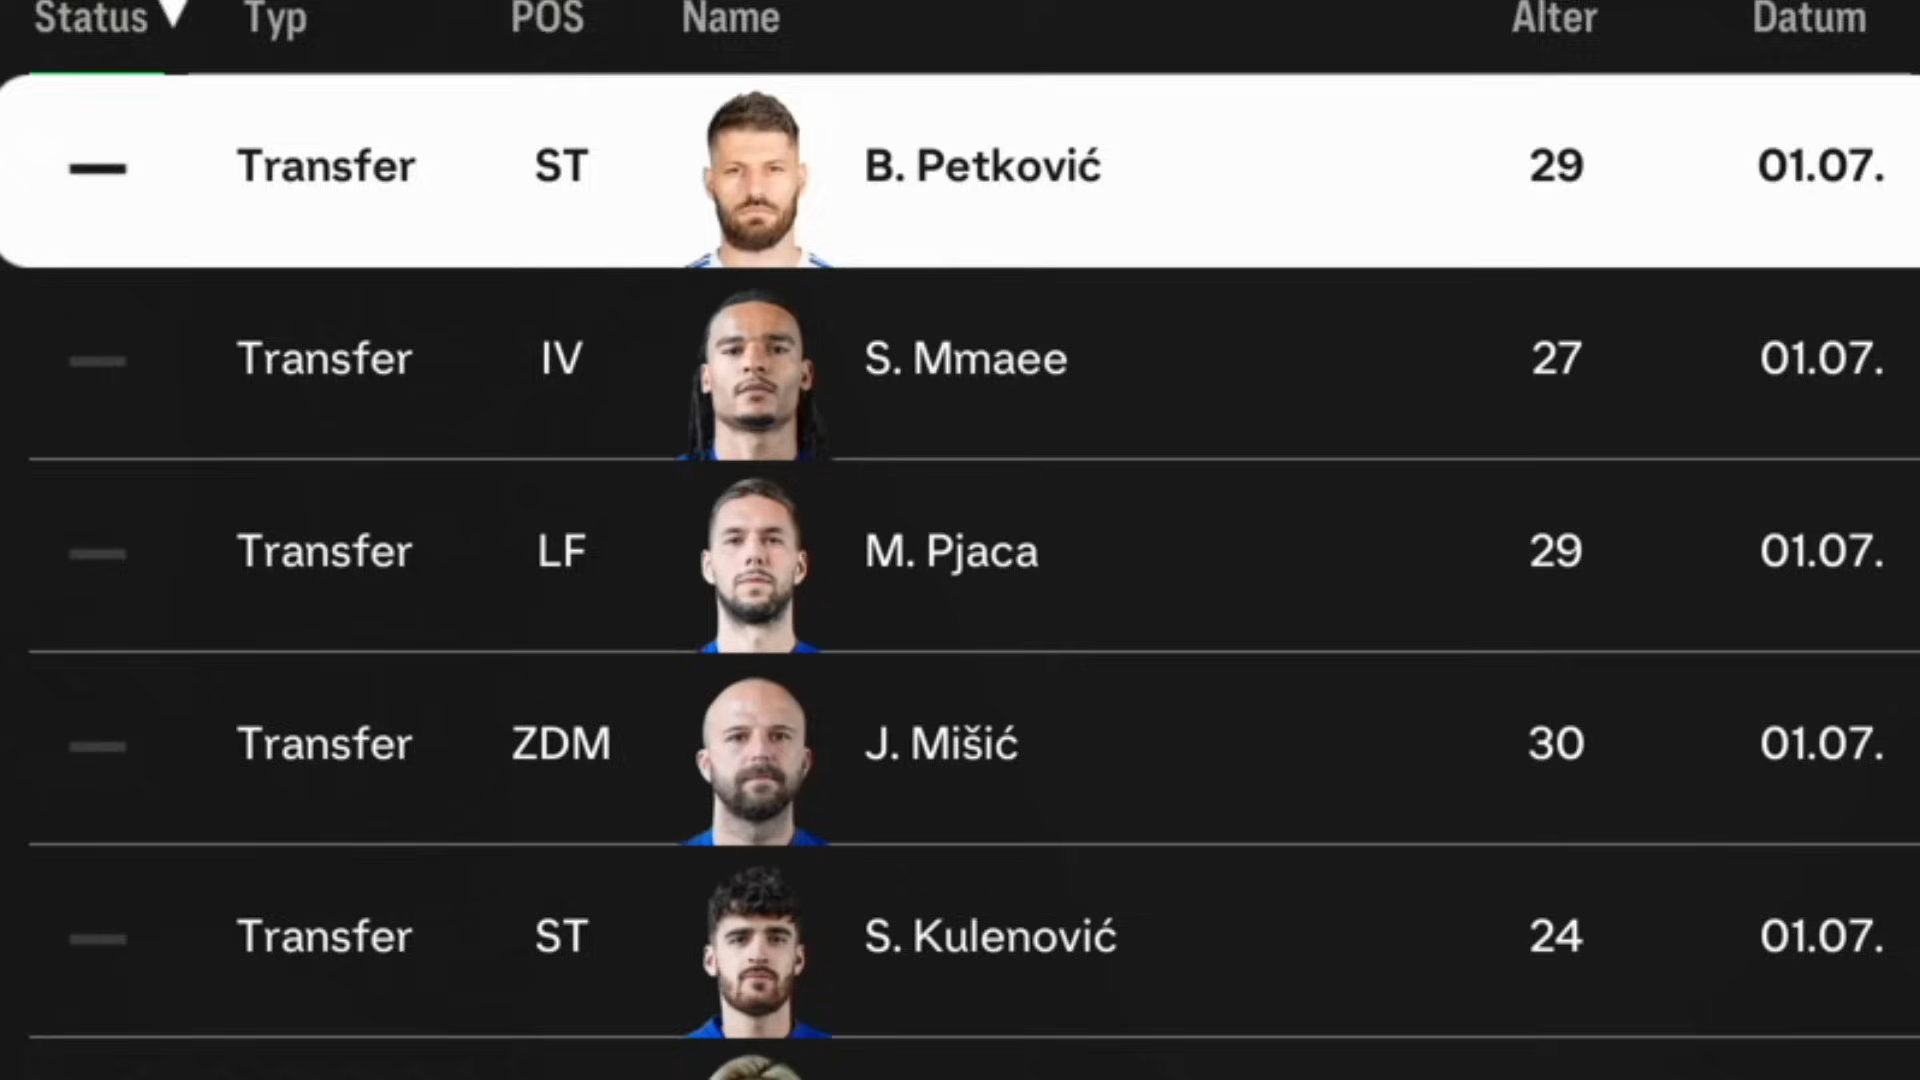 Status Typ POS Name Alter Datum
Transfer ST B. Petković 29 01.07.
Transfer IV S. Mmaee 27 01.07.
Transfer LF M. Pjaca 29 01.07.
Transfer ZDM J. Mišić 30 01.07.
Transfer ST S. Kulenović 24 01.07.